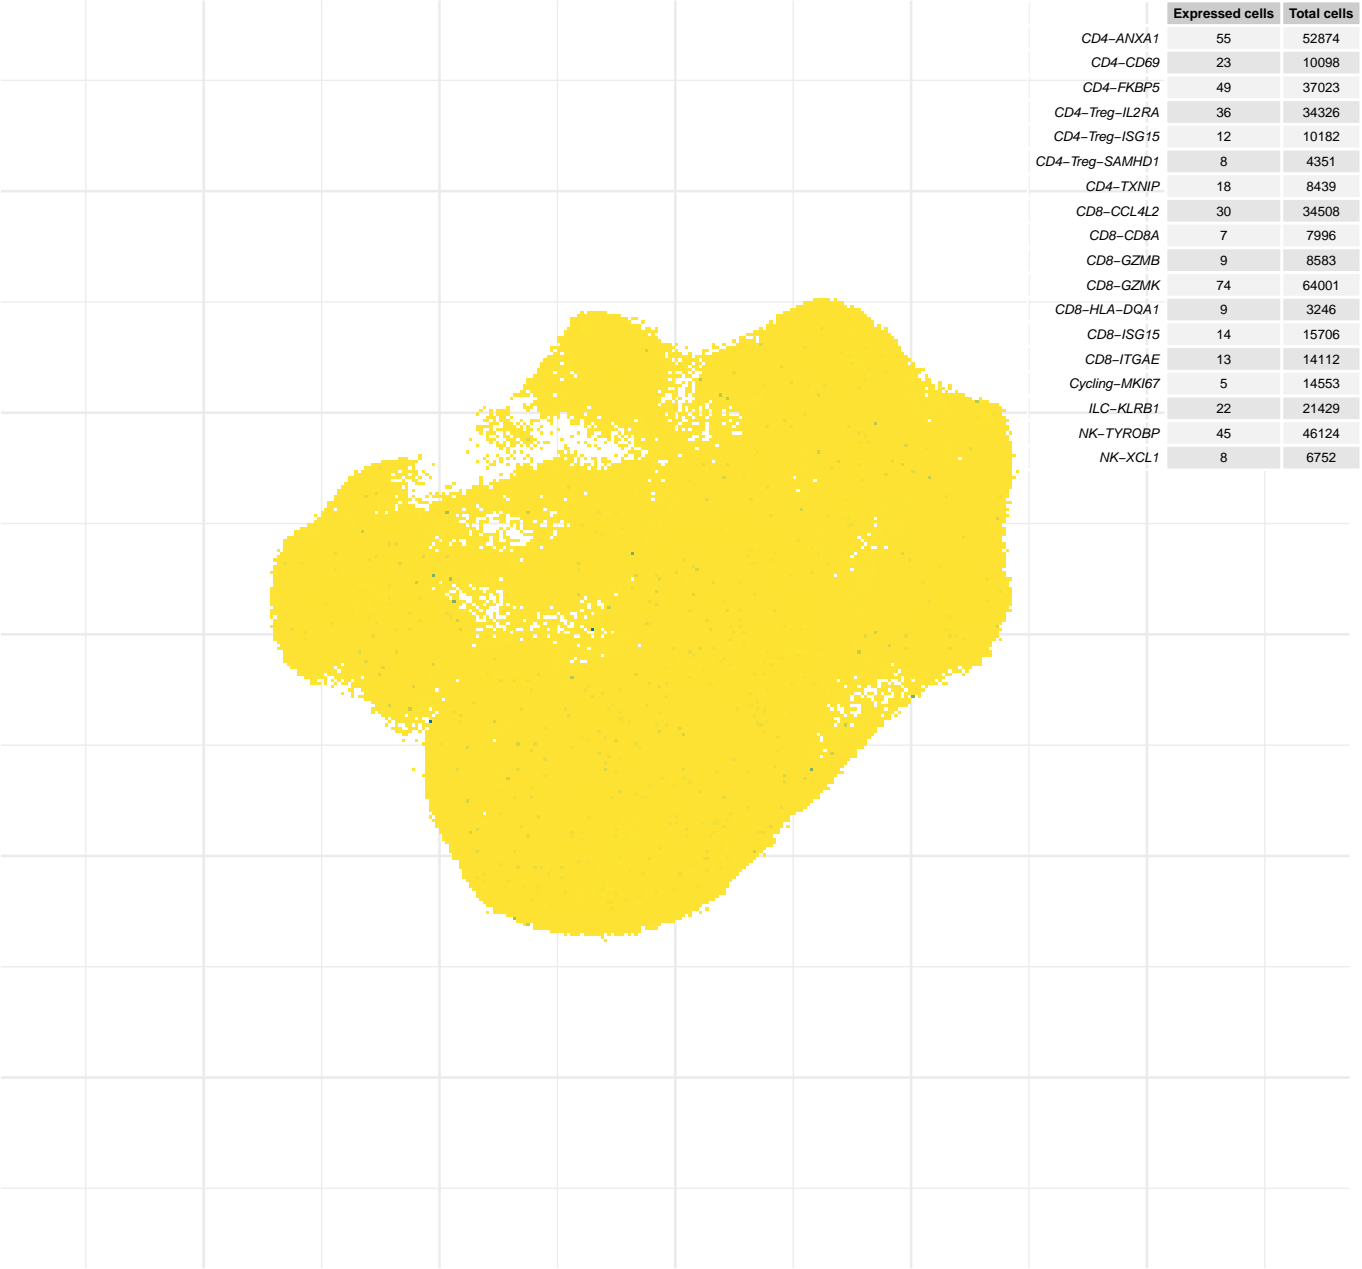 Expressed cells Total cells
CD4−ANXA1 55 52874
CD4−CD69 23 10098
CD4−FKBP5 49 37023
CD4−Treg−IL2RA 36 34326
CD4−Treg−ISG15 12 10182
CD4−Treg−SAMHD1 8 4351
CD4−TXNIP 18 8439
CD8−CCL4L2 30 34508
CD8−CD8A 7 7996
CD8−GZMB 9 8583
CD8−GZMK 74 64001
CD8−HLA−DQA1 9 3246
CD8−ISG15 14 15706
CD8−ITGAE 13 14112
Cycling−MKI67 5 14553
ILC−KLRB1 22 21429
NK−TYROBP 45 46124
NK−XCL1 8 6752